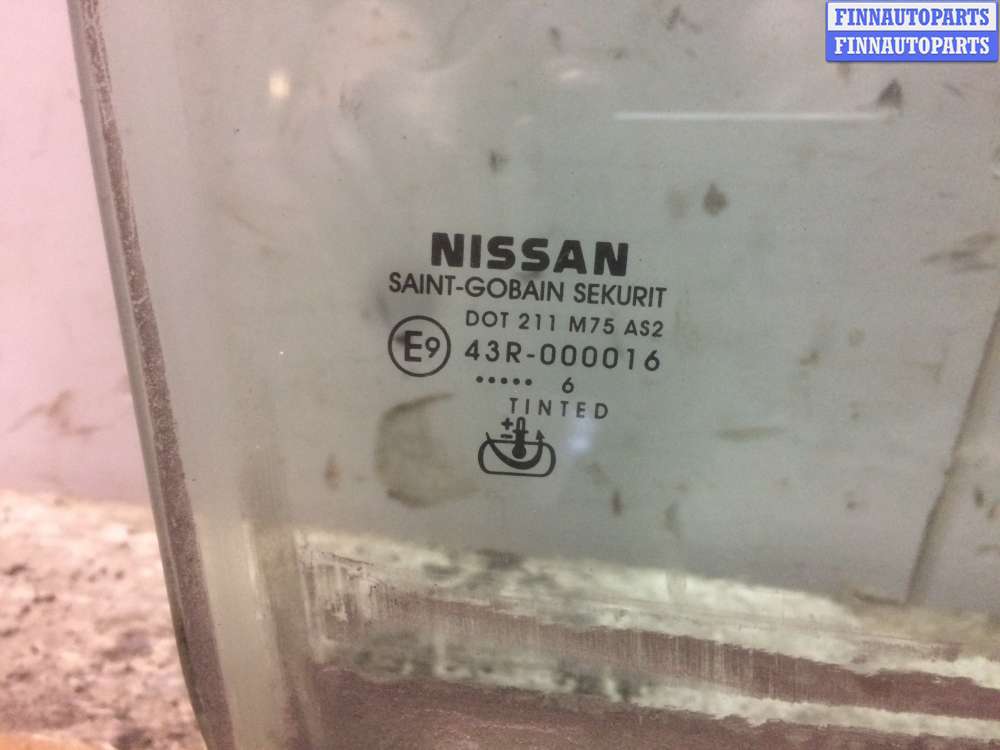 FINNAUTOPARTS
FINNAUTOPARTS
NISSAN
SAINT-GOBAIN SEKURIT
DOT 211 M75 AS2
E9 43R-000016
..... 6
TINTED
+
-